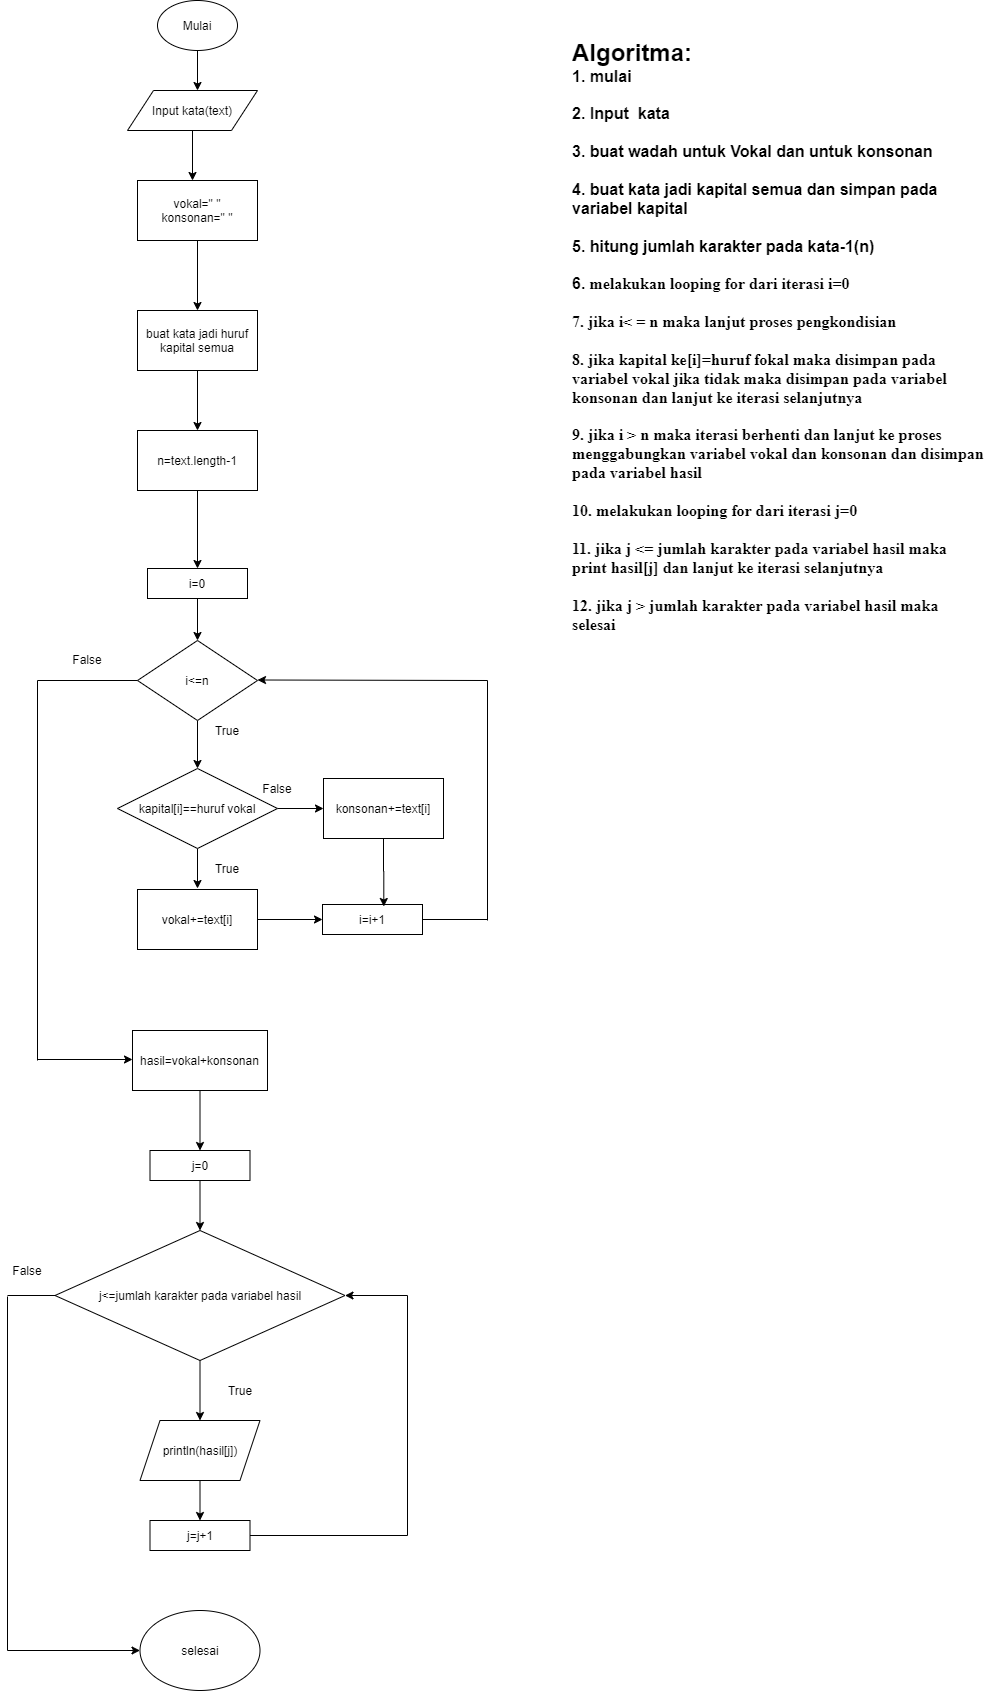 Mulai
Input kata(text)
vokal=" "
konsonan=" "
buat kata jadi huruf
kapital semua
n=text.length-1
i=0
False
i<=n
True
kapital[i]==huruf vokal
False
konsonan+=text[i]
True
vokal+=text[i]
i=i+1
hasil=vokal+konsonan
j=0
False
j<=jumlah karakter pada variabel hasil
True
println(hasil[j])
j=j+1
selesai
Algoritma:
1. mulai
2. Input  kata
3. buat wadah untuk Vokal dan untuk konsonan
4. buat kata jadi kapital semua dan simpan pada
variabel kapital
5. hitung jumlah karakter pada kata-1(n)
6. melakukan looping for dari iterasi i=0
7. jika i< = n maka lanjut proses pengkondisian
8. jika kapital ke[i]=huruf fokal maka disimpan pada
variabel vokal jika tidak maka disimpan pada variabel
konsonan dan lanjut ke iterasi selanjutnya
9. jika i > n maka iterasi berhenti dan lanjut ke proses
menggabungkan variabel vokal dan konsonan dan disimpan
pada variabel hasil
10. melakukan looping for dari iterasi j=0
11. jika j <= jumlah karakter pada variabel hasil maka
print hasil[j] dan lanjut ke iterasi selanjutnya
12. jika j > jumlah karakter pada variabel hasil maka
selesai